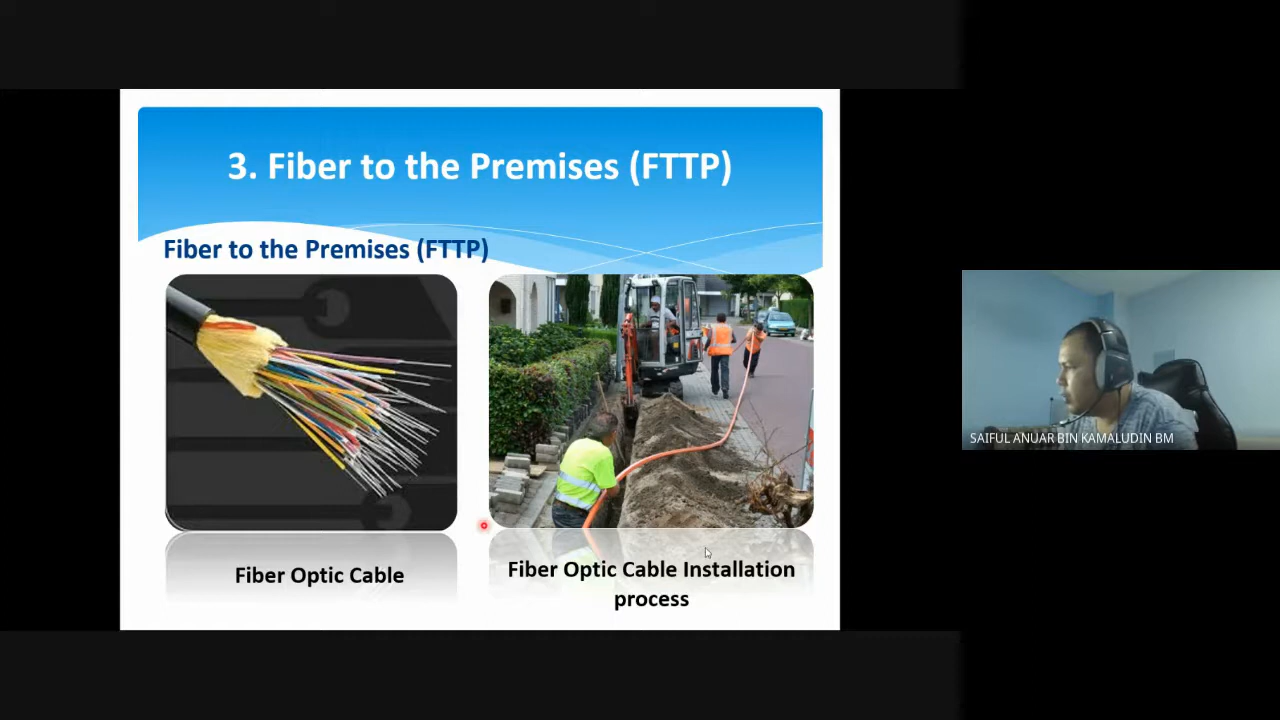 3. Fiber to the Premises (FTTP)
Fiber to the Premises (FTTP)
Fiber Optic Cable
Fiber Optic Cable Installation
process
SAIFUL ANUAR BIN KAMALUDIN BM